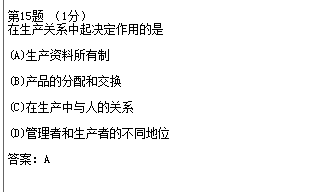 第15题 （1分）
在生产关系中起决定作用的是
(A)生产资料所有制
(B)产品的分配和交换
(C)在生产中与人的关系
(D)管理者和生产者的不同地位
答案：A